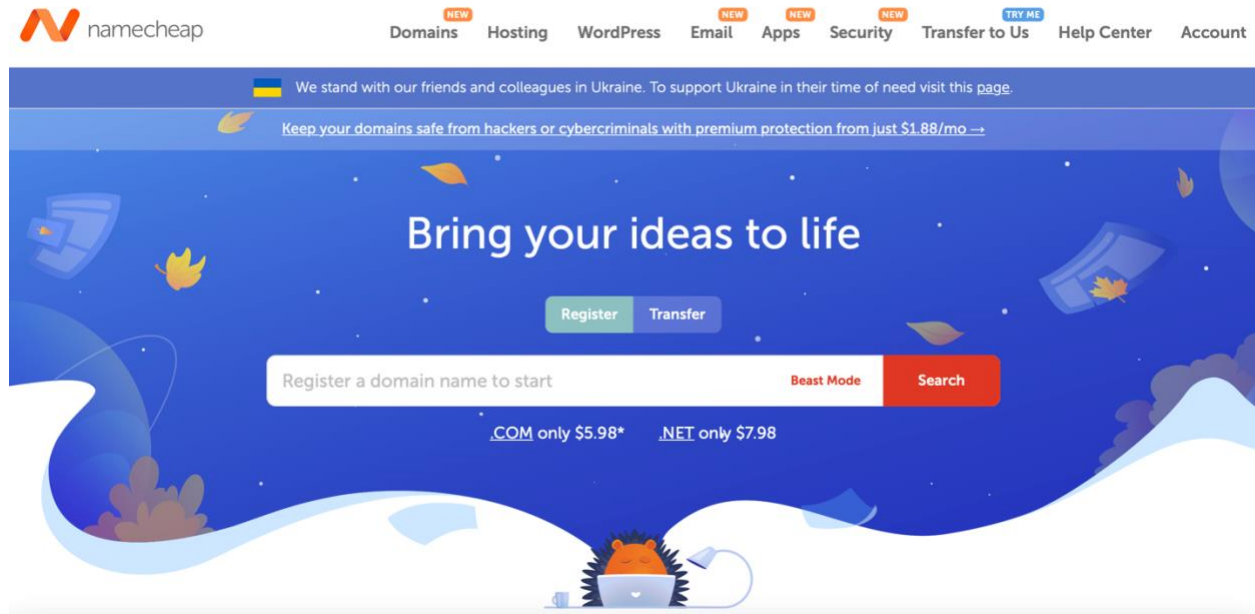 namecheap
NEW NEW NEW NEW TRY ME
Domains Hosting WordPress Email Apps Security Transfer to Us Help Center Account
We stand with our friends and colleagues in Ukraine. To support Ukraine in their time of need visit this page.
Keep your domains safe from hackers or cybercriminals with premium protection from just $1.88/mo →
Bring your ideas to life
Register Transfer
Register a domain name to start Beast Mode Search
.COM only $5.98* .NET only $7.98